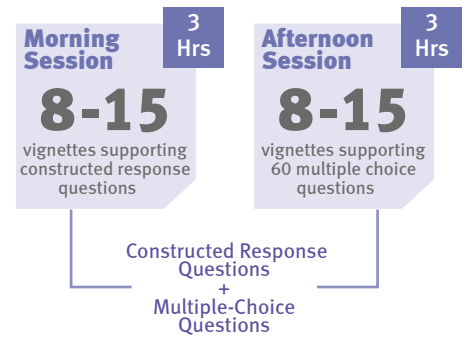 Morning
Session
3
Hrs
8-15
vignettes supporting
constructed response
questions
Afternoon
Session
3
Hrs
8-15
vignettes supporting
60 multiple choice
questions
Constructed Response
Questions
+
Multiple-Choice
Questions